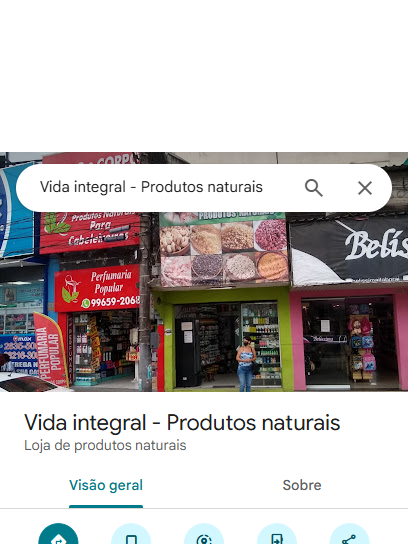 Vida integral - Produtos naturais
Produtos Naturais
Para
Cabeleireiros
PRODUTOS NATURAIS
Belís
Perfumaria
Popular
99659-2068
PERFUMARIA
POPULAR
Belíssima
Vida integral - Produtos naturais
Loja de produtos naturais
Visão geral
Sobre